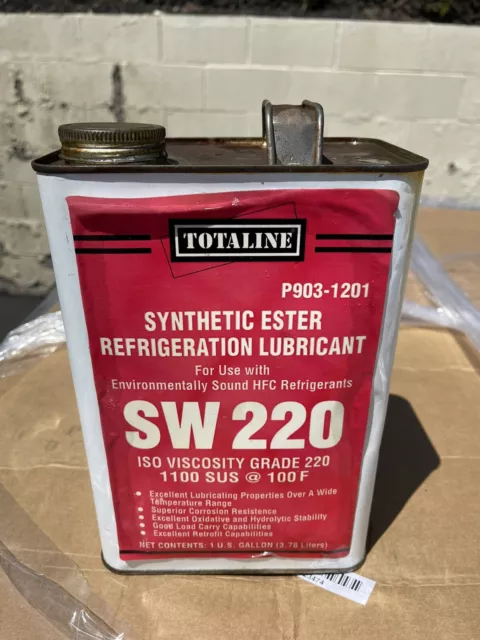 TOTALINE
P903-1201
SYNTHETIC ESTER
REFRIGERATION LUBRICANT
For Use with
Environmentally Sound HFC Refrigerants
SW 220
ISO VISCOSITY GRADE 220
1100 SUS @ 100 F
• Excellent Lubricating Properties Over A Wide
Temperature Range
• Superior Corrosion Resistence
• Excellent Oxidative and Hydrolytic Stability
• Good Load Carry Capabilities
• Excellent Retrofit Capabilities
NET CONTENTS: 1 U.S. GALLON (3.78 Liters)